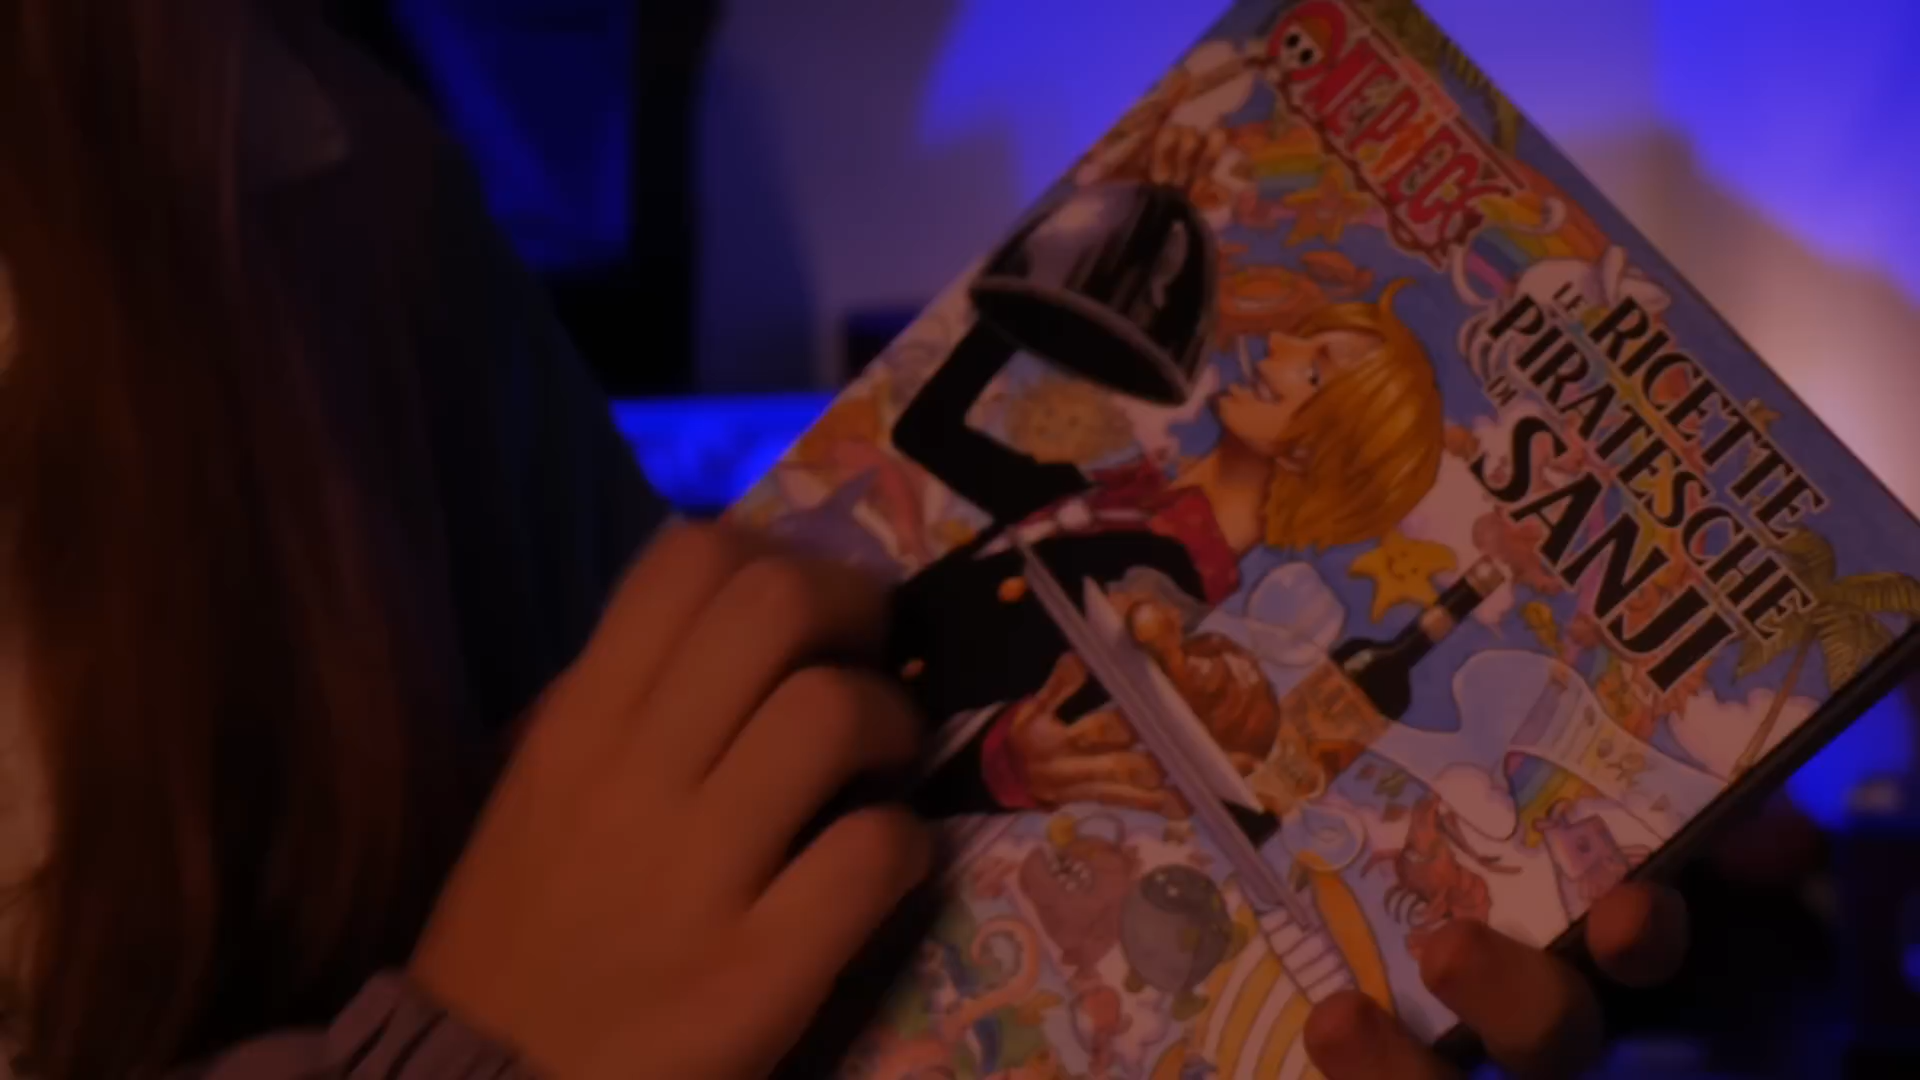 ONE PIECE
LE RICETTE
PIRATESCHE
DI
SANJI